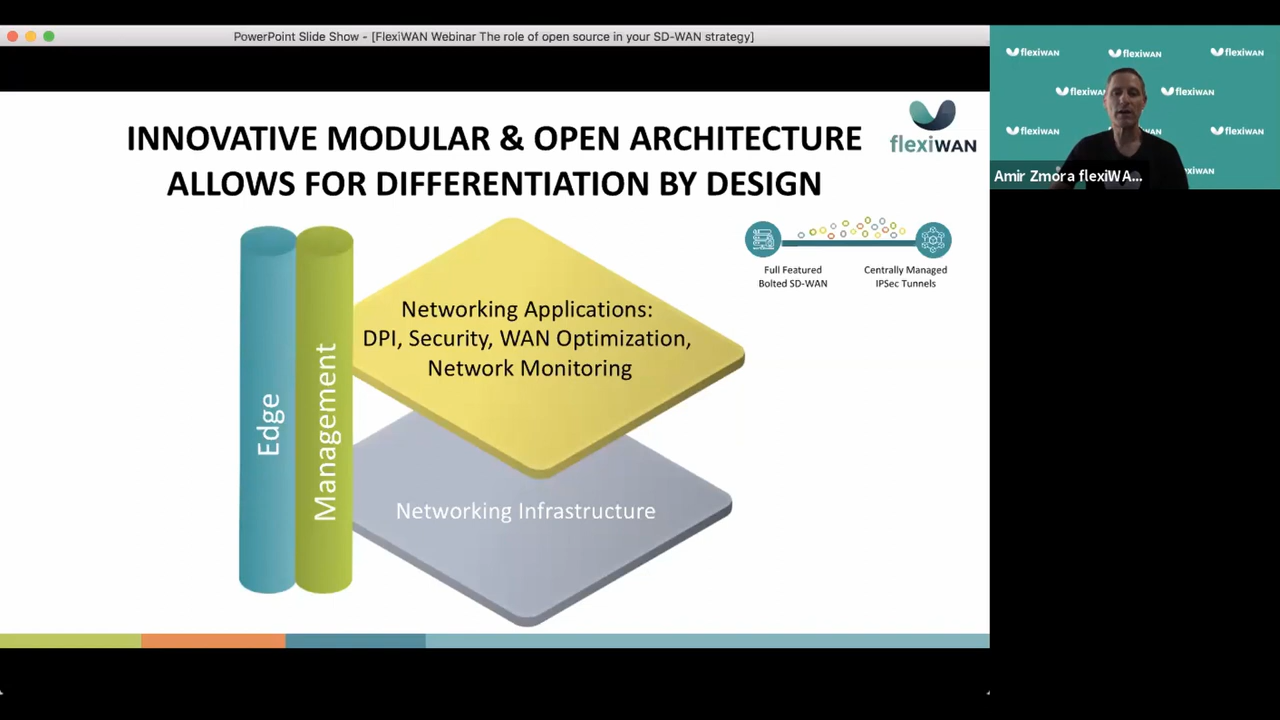 PowerPoint Slide Show - [FlexiWAN Webinar The role of open source in your SD-WAN strategy]
INNOVATIVE MODULAR & OPEN ARCHITECTURE
ALLOWS FOR DIFFERENTIATION BY DESIGN
flexiWAN
Full Featured
Bolted SD-WAN
Centrally Managed
IPSec Tunnels
Edge
Management
Networking Applications:
DPI, Security, WAN Optimization,
Network Monitoring
Networking Infrastructure
flexiWAN flexiWAN flexiWAN
flexiWAN flexiWAN
flexiWAN flexiWAN
Amir Zmora flexiWA...